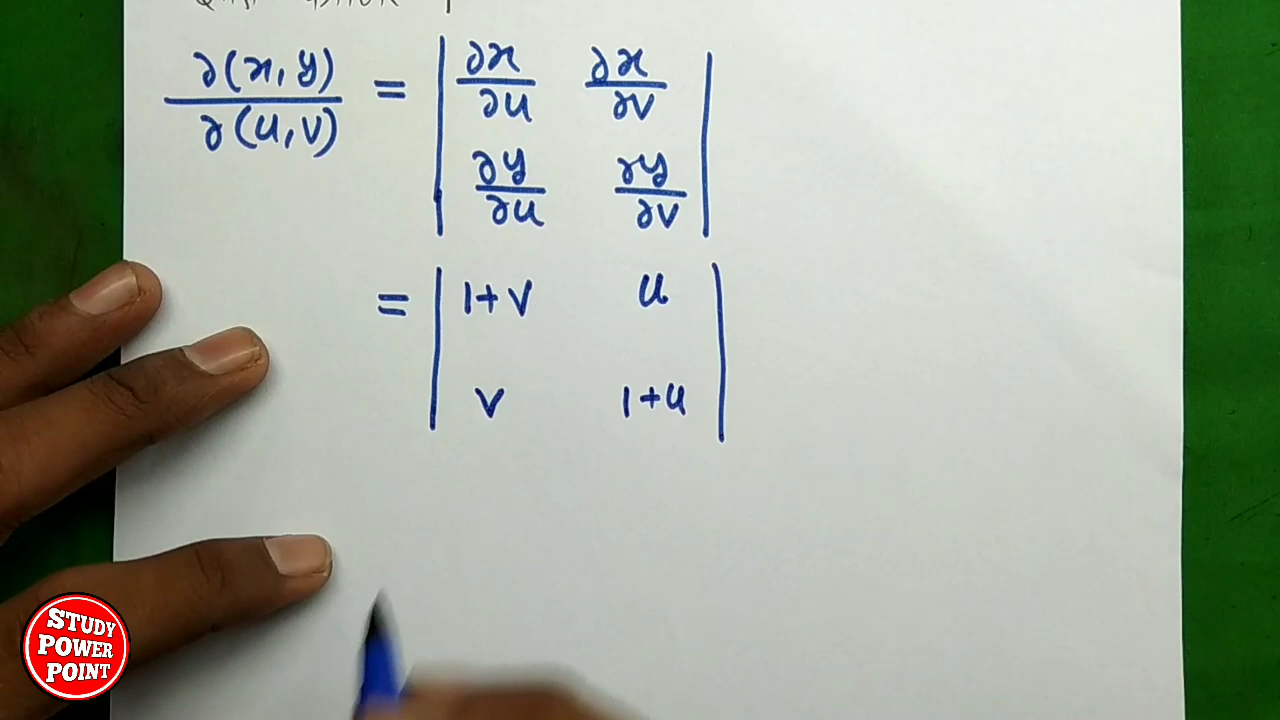 ∂(x, y) / ∂(u, v) = | ∂x/∂u ∂x/∂v |
| ∂y/∂u ∂y/∂v |
= | 1+v u |
| v 1+u |
STUDY
POWER
POINT